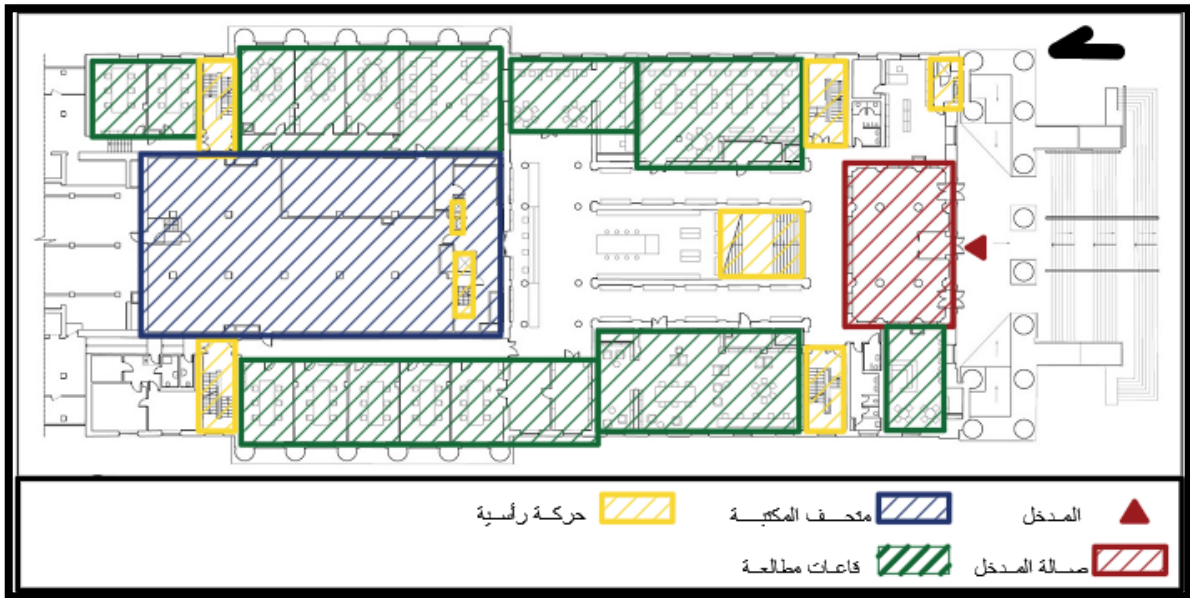 المدخل متحف المكتبة حركة رأسية
صالة المدخل قاعات مطالعة